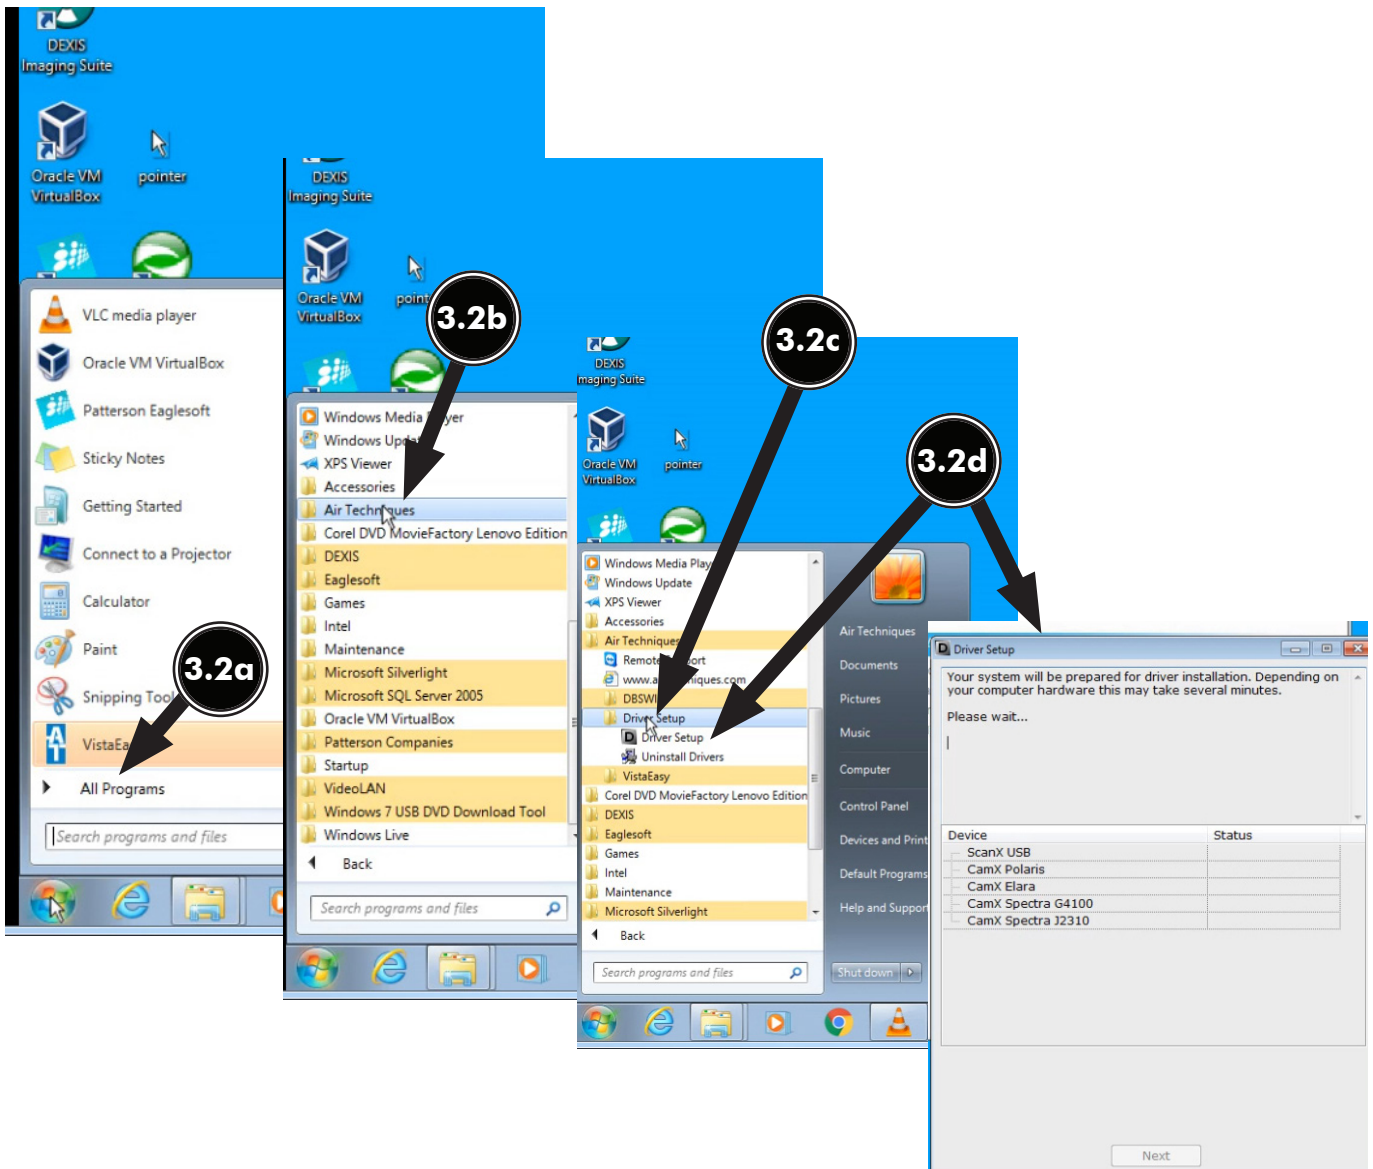 DEXIS
Imaging Suite
Oracle VM
VirtualBox
pointer
VLC media player
Oracle VM VirtualBox
Patterson Eaglesoft
Sticky Notes
Getting Started
Connect to a Projector
Calculator
Paint
Snipping Tool
VistaEa
All Programs
Search programs and files
3.2a
DEXIS
Imaging Suite
Oracle VM
VirtualBox
point
3.2b
Windows Media Player
Windows Upda
XPS Viewer
Accessories
Air Techniques
Corel DVD MovieFactory Lenovo Edition
DEXIS
Eaglesoft
Games
Intel
Maintenance
Microsoft Silverlight
Microsoft SQL Server 2005
Oracle VM VirtualBox
Patterson Companies
Startup
VideoLAN
Windows 7 USB DVD Download Tool
Windows Live
Back
Search programs and files
3.2c
DEXIS
maging Suite
Oracle VM
VirtualBox
pointer
3.2d
Windows Media Play
Windows Update
XPS Viewer
Accessories
Air Techniques
Remote Support
www.airtechniques.com
DBSWI
Driver Setup
Driver Setup
Uninstall Drivers
VistaEasy
Corel DVD MovieFactory Lenovo Edition
DEXIS
Eaglesoft
Games
Intel
Maintenance
Microsoft Silverlight
Back
Search programs and files
Air Techniques
Documents
Pictures
Music
Computer
Control Panel
Devices and Print
Default Programs
Help and Support
Shut down
Driver Setup
Your system will be prepared for driver installation. Depending on
your computer hardware this may take several minutes.
Please wait...
Device Status
ScanX USB
CamX Polaris
CamX Elara
CamX Spectra G4100
CamX Spectra J2310
Next